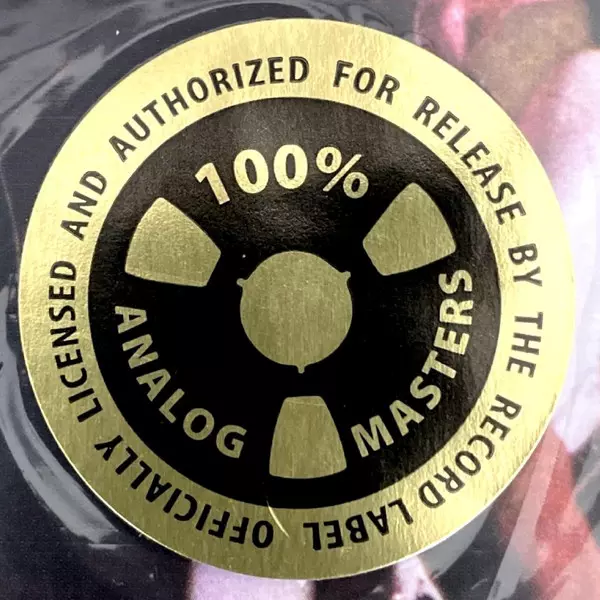 OFFICIALLY LICENSED AND AUTHORIZED FOR RELEASE BY THE RECORD LABEL
100%
ANALOG
MASTERS